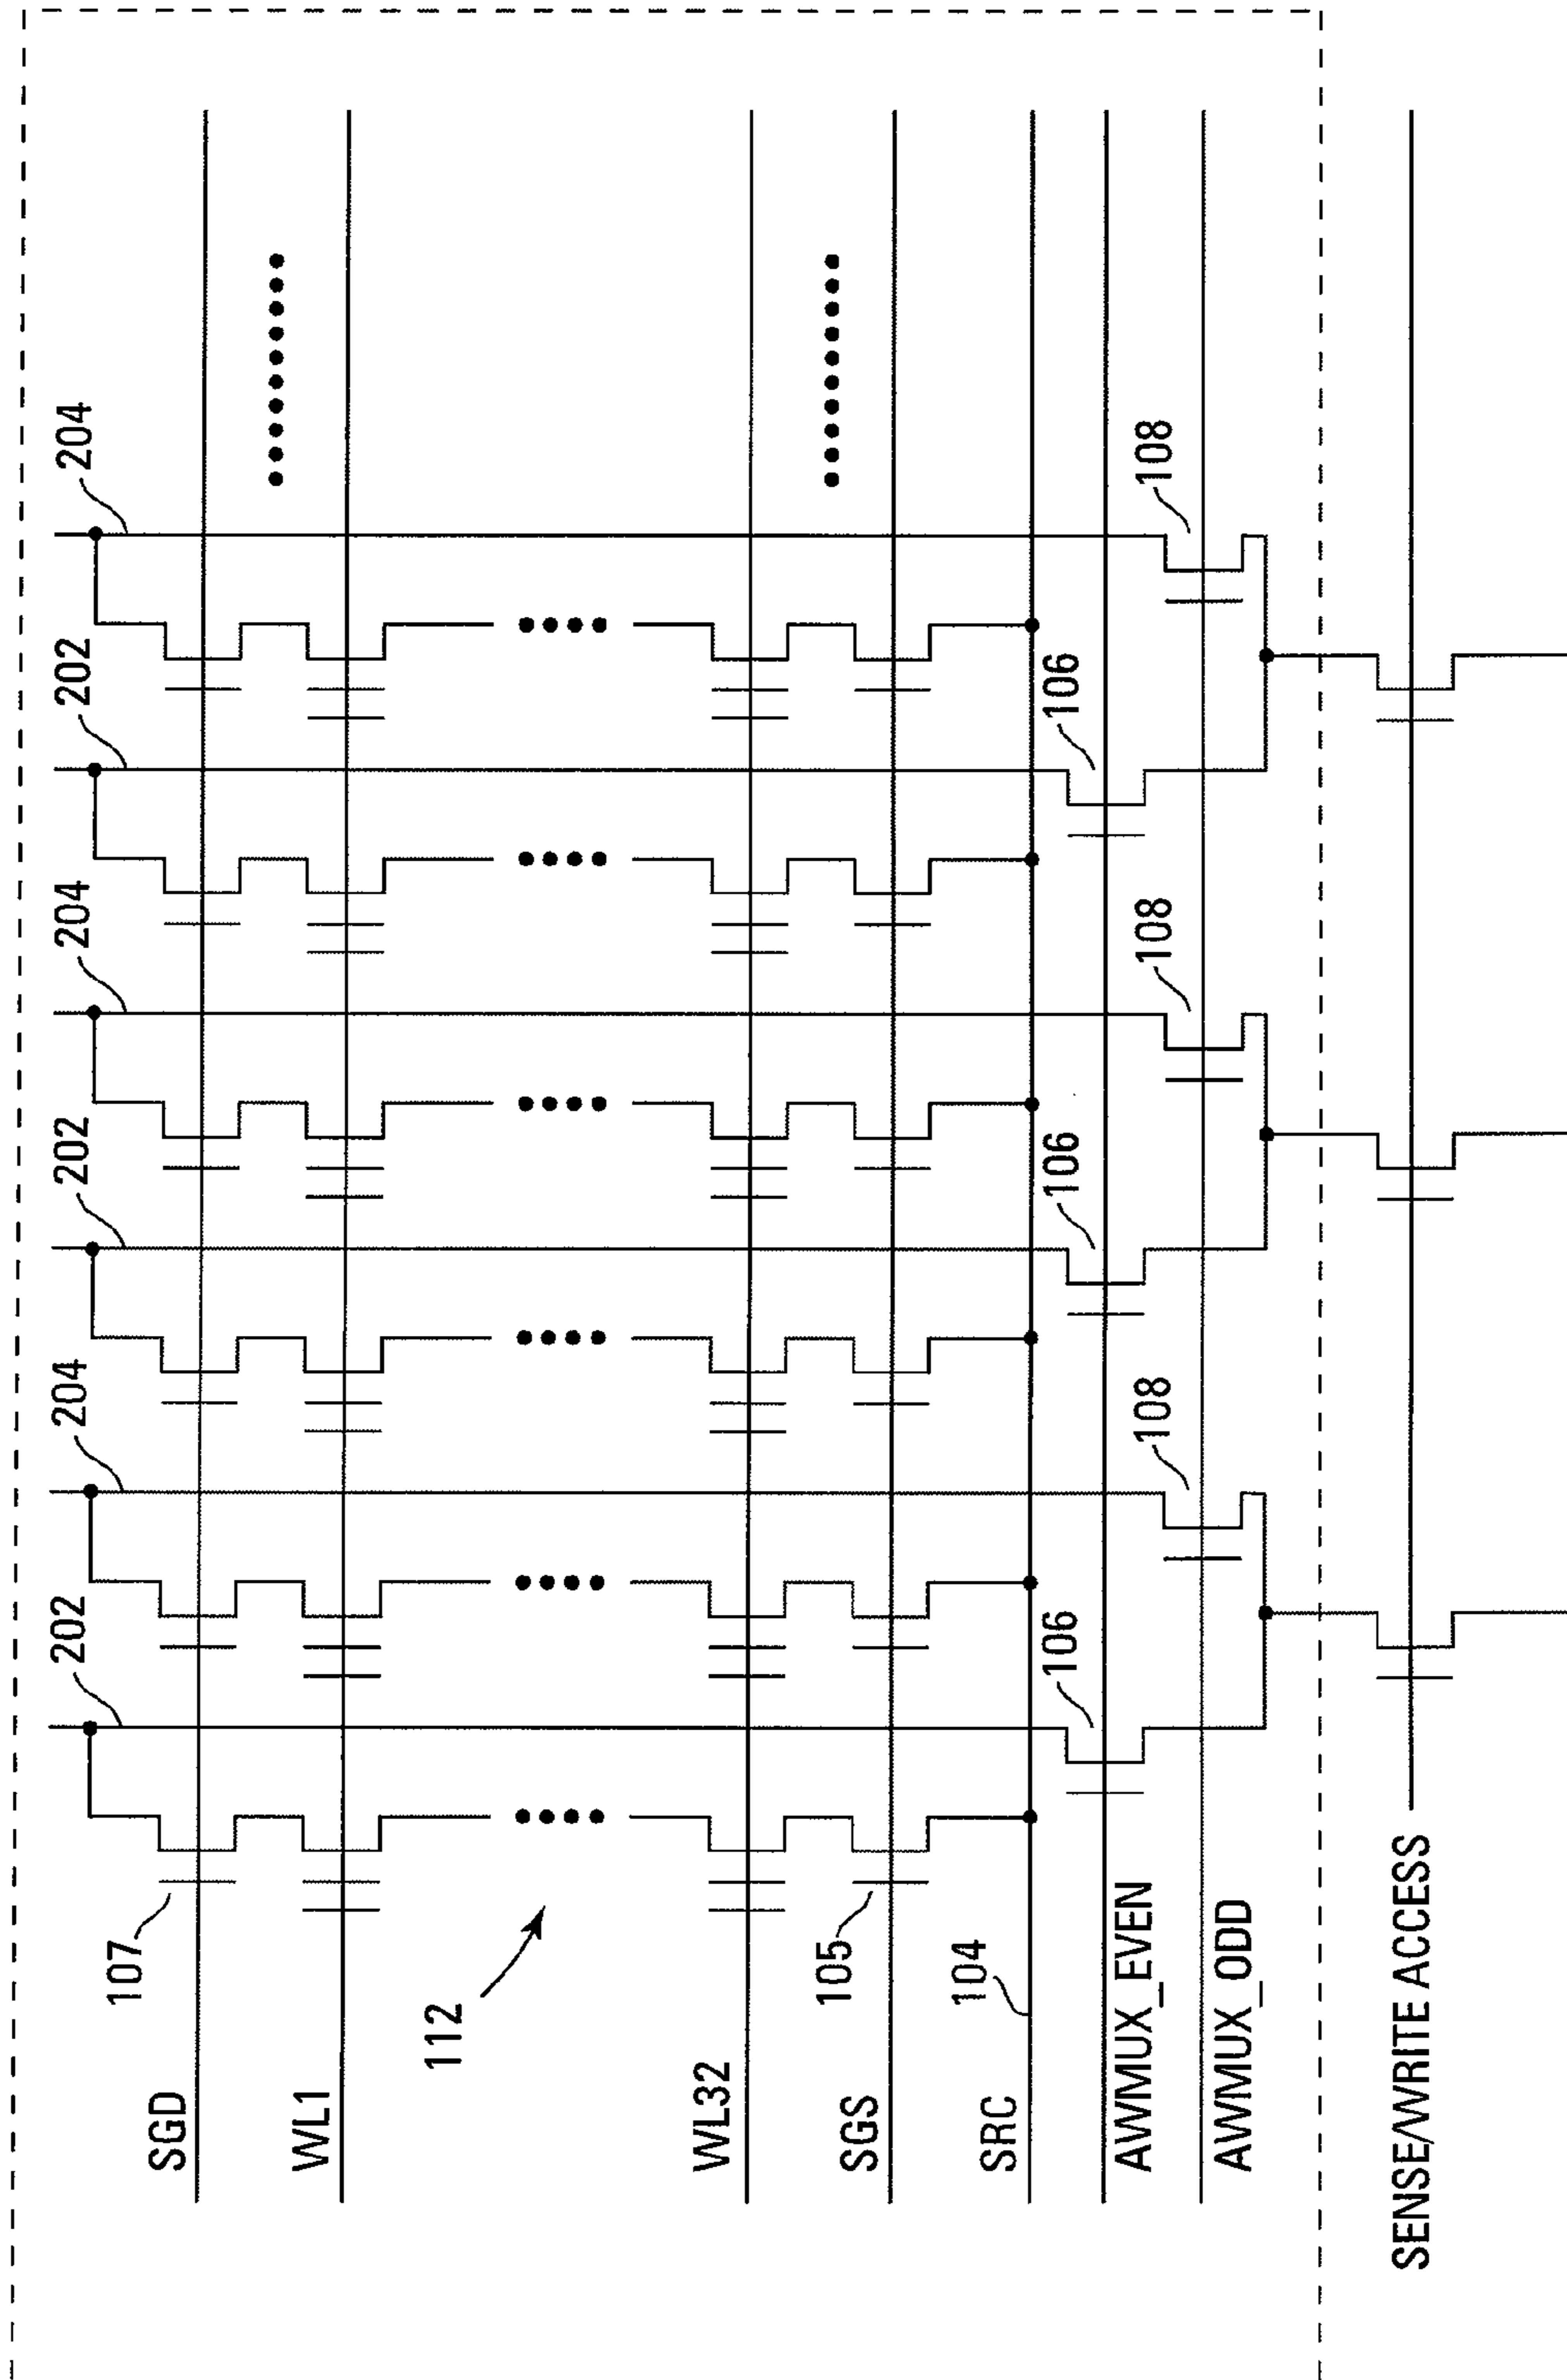 202
204
202
204
202
204
107
SGD
WL1
112
WL32
105
SGS
104
SRC
106
106
106
AWMUX_EVEN
108
108
108
AWMUX_ODD
SENSE/WRITE ACCESS